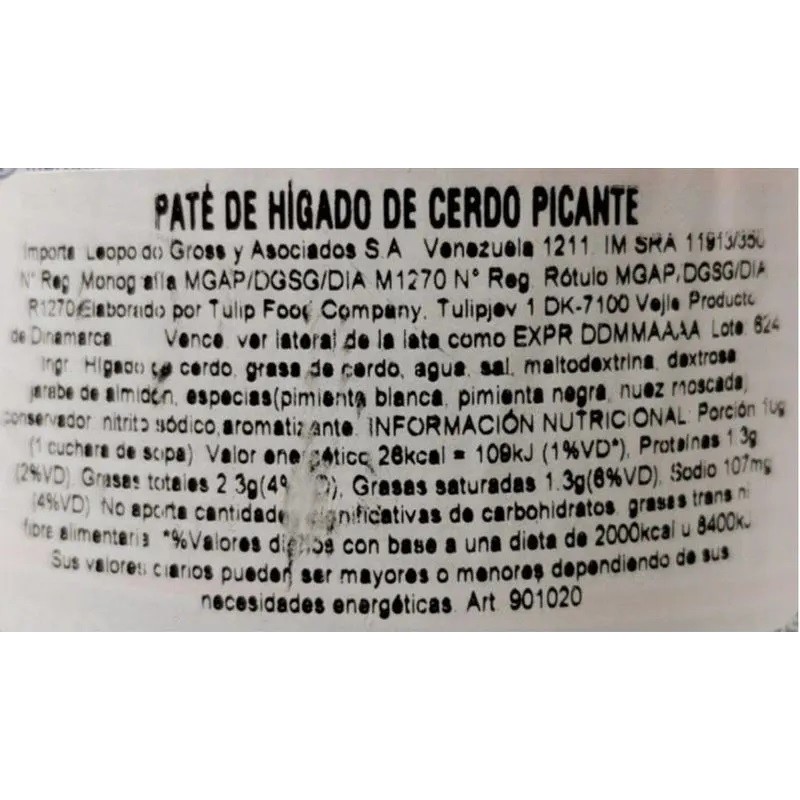 PATÉ DE HÍGADO DE CERDO PICANTE
Importa Leopoldo Gross y Asociados S.A Venezuela 1211 IM SRA 11913/350
N° Reg Monografía MGAP/DGSG/DIA M1270 N° Reg. Rótulo MGAP/DGSG/DIA
R1270 Elaborado por Tulip Food Company, Tulipjev 1 DK-7100 Vejle Producto
de Dinamarca Vence. ver lateral de la lata como EXPR DDMMAAAA Lote 624
Ingr. Hígado de cerdo, grasa de cerdo, agua, sal, maltodextrina, dextrosa
jarabe de almidón, especias(pimienta blanca, pimienta negra, nuez moscada,
conservador nitrito sódico, aromatizante. INFORMACIÓN NUTRICIONAL: Porción 10g
(1 cuchara de sopa) Valor energético 26kcal = 109kJ (1%VD*), Proteínas 1.3g
(2%VD), Grasas totales 2.3g(4% VD), Grasas saturadas 1.3g(6%VD), Sodio 107mg
(4%VD) No aporta cantidades significativas de carbohidratos, grasas trans ni
fibra alimentaria *%Valores diarios con base a una dieta de 2000kcal u 8400kJ
Sus valores diarios pueden ser mayores o menores dependiendo de sus
necesidades energéticas. Art 901020